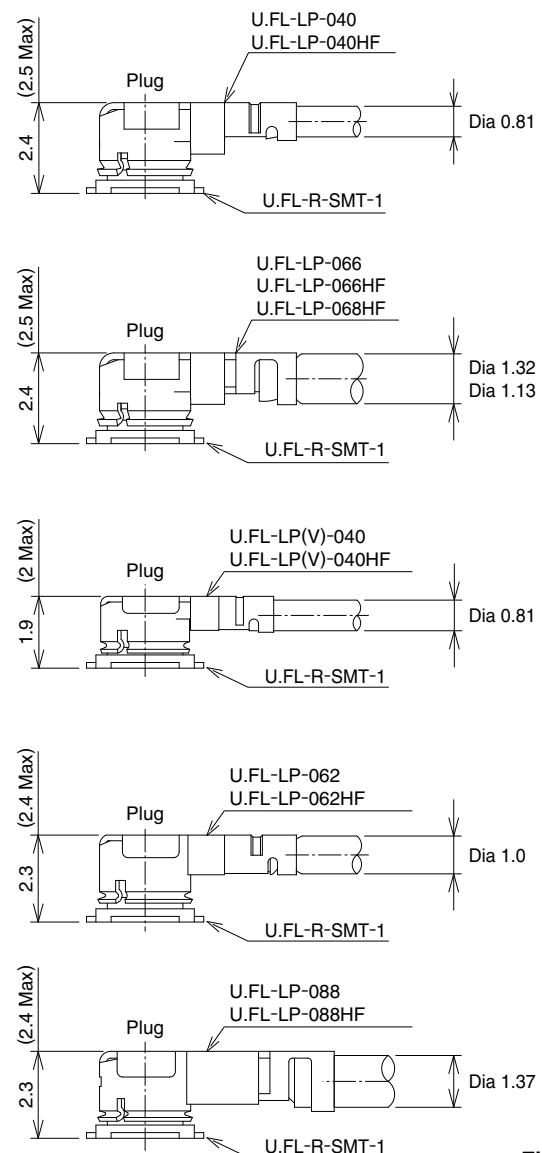 U.FL-LP-040
U.FL-LP-040HF
(2.5 Max)
Plug
2.4
Dia 0.81
U.FL-R-SMT-1
U.FL-LP-066
U.FL-LP-066HF
U.FL-LP-068HF
(2.5 Max)
Plug
2.4
Dia 1.32
Dia 1.13
U.FL-R-SMT-1
U.FL-LP(V)-040
U.FL-LP(V)-040HF
(2 Max)
Plug
1.9
Dia 0.81
U.FL-R-SMT-1
U.FL-LP-062
U.FL-LP-062HF
(2.4 Max)
Plug
2.3
Dia 1.0
U.FL-R-SMT-1
U.FL-LP-088
U.FL-LP-088HF
(2.4 Max)
Plug
2.3
Dia 1.37
U.FL-R-SMT-1